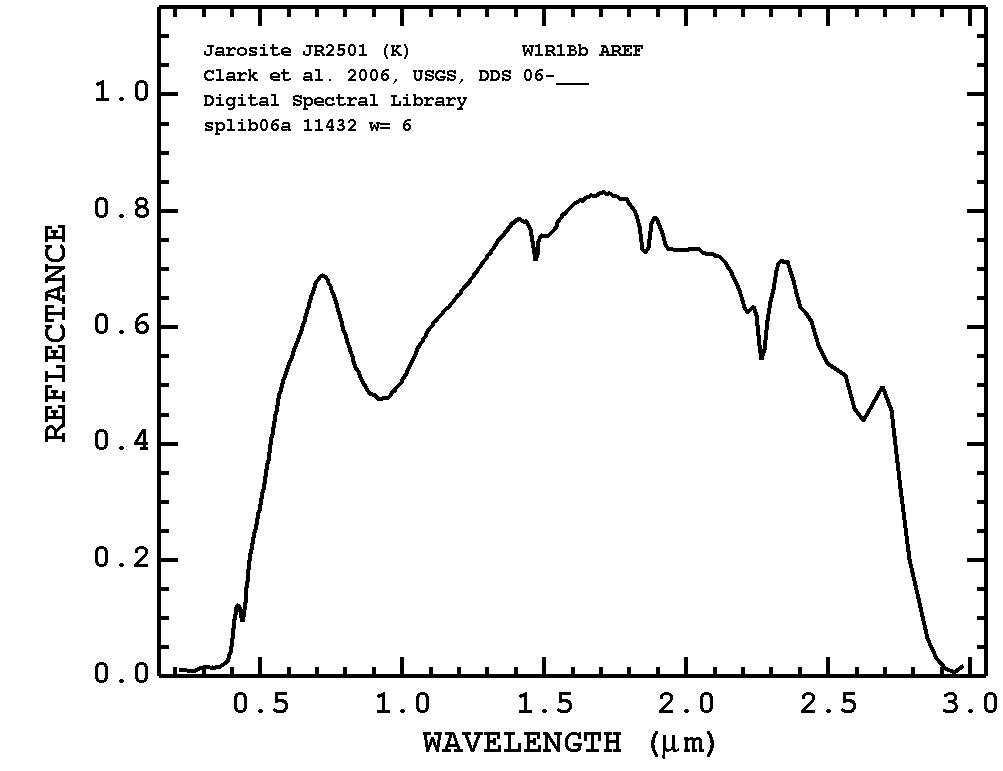 Jarosite JR2501 (K) W1R1Bb AREF
Clark et al. 2006, USGS, DDS 06-___
Digital Spectral Library
splib06a 11432 w= 6
1.0
0.8
0.6
0.4
0.2
0.0
REFLECTANCE
0.5 1.0 1.5 2.0 2.5 3.0
WAVELENGTH (μm)